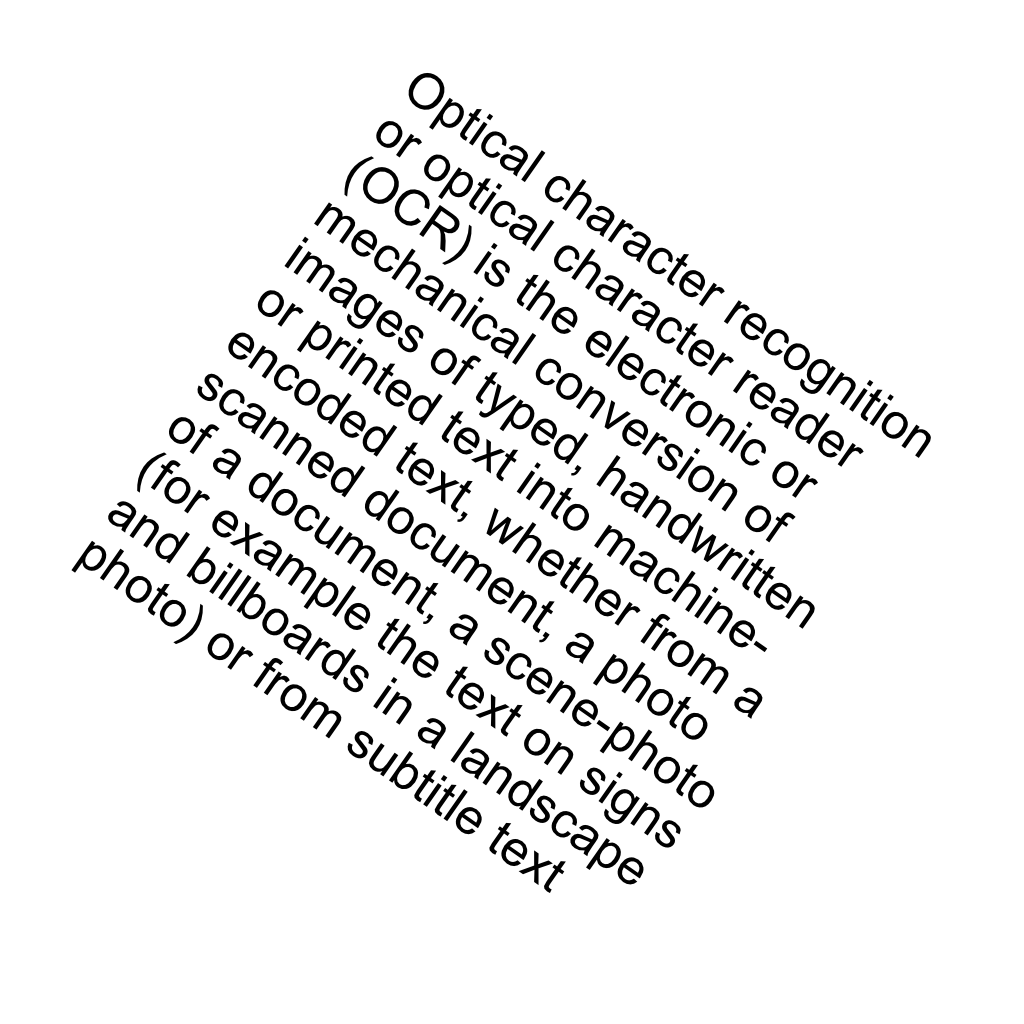 Optical character recognition
or optical character reader
(OCR) is the electronic or
mechanical conversion of
images of typed, handwritten
or printed text into machine-
encoded text, whether from a
scanned document, a photo
of a document, a scene-photo
(for example the text on signs
and billboards in a landscape
photo) or from subtitle text